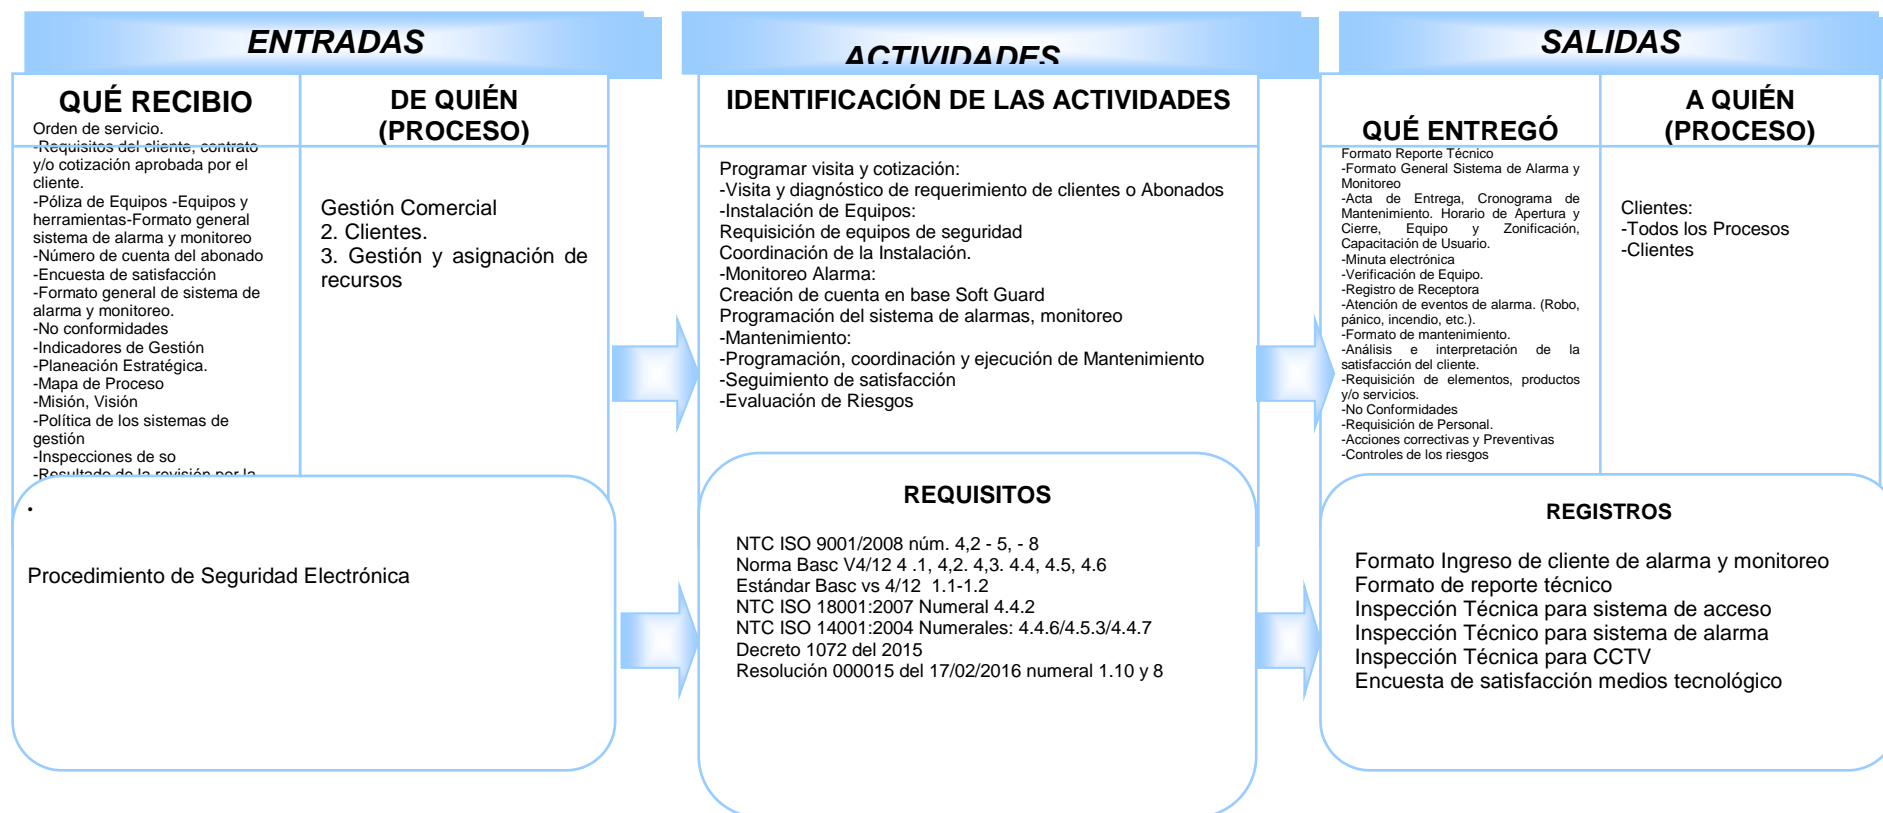 ENTRADAS
QUÉ RECIBIO
Orden de servicio.
-Requisitos del cliente, contrato
y/o cotización aprobada por el
cliente.
-Póliza de Equipos -Equipos y
herramientas-Formato general
sistema de alarma y monitoreo
-Número de cuenta del abonado
-Encuesta de satisfacción
-Formato general de sistema de
alarma y monitoreo.
-No conformidades
-Indicadores de Gestión
-Planeación Estratégica.
-Mapa de Proceso
-Misión, Visión
-Política de los sistemas de
gestión
-Inspecciones de so
-Resultado de la revisión por la
DE QUIÉN
(PROCESO)
Gestión Comercial
2. Clientes.
3. Gestión y asignación de
recursos
.
Procedimiento de Seguridad Electrónica
ACTIVIDADES
IDENTIFICACIÓN DE LAS ACTIVIDADES
Programar visita y cotización:
-Visita y diagnóstico de requerimiento de clientes o Abonados
-Instalación de Equipos:
Requisición de equipos de seguridad
Coordinación de la Instalación.
-Monitoreo Alarma:
Creación de cuenta en base Soft Guard
Programación del sistema de alarmas, monitoreo
-Mantenimiento:
-Programación, coordinación y ejecución de Mantenimiento
-Seguimiento de satisfacción
-Evaluación de Riesgos
REQUISITOS
NTC ISO 9001/2008 núm. 4,2 - 5, - 8
Norma Basc V4/12 4 .1, 4,2. 4,3. 4.4, 4.5, 4.6
Estándar Basc vs 4/12  1.1-1.2
NTC ISO 18001:2007 Numeral 4.4.2
NTC ISO 14001:2004 Numerales: 4.4.6/4.5.3/4.4.7
Decreto 1072 del 2015
Resolución 000015 del 17/02/2016 numeral 1.10 y 8
SALIDAS
QUÉ ENTREGÓ
Formato Reporte Técnico
-Formato General Sistema de Alarma y
Monitoreo
-Acta de Entrega, Cronograma de
Mantenimiento. Horario de Apertura y
Cierre, Equipo y Zonificación,
Capacitación de Usuario.
-Minuta electrónica
-Verificación de Equipo.
-Registro de Receptora
-Atención de eventos de alarma. (Robo,
pánico, incendio, etc.).
-Formato de mantenimiento.
-Análisis e interpretación de la
satisfacción del cliente.
-Requisición de elementos, productos
y/o servicios.
-No Conformidades
-Requisición de Personal.
-Acciones correctivas y Preventivas
-Controles de los riesgos
A QUIÉN
(PROCESO)
Clientes:
-Todos los Procesos
-Clientes
REGISTROS
Formato Ingreso de cliente de alarma y monitoreo
Formato de reporte técnico
Inspección Técnica para sistema de acceso
Inspección Técnico para sistema de alarma
Inspección Técnica para CCTV
Encuesta de satisfacción medios tecnológico